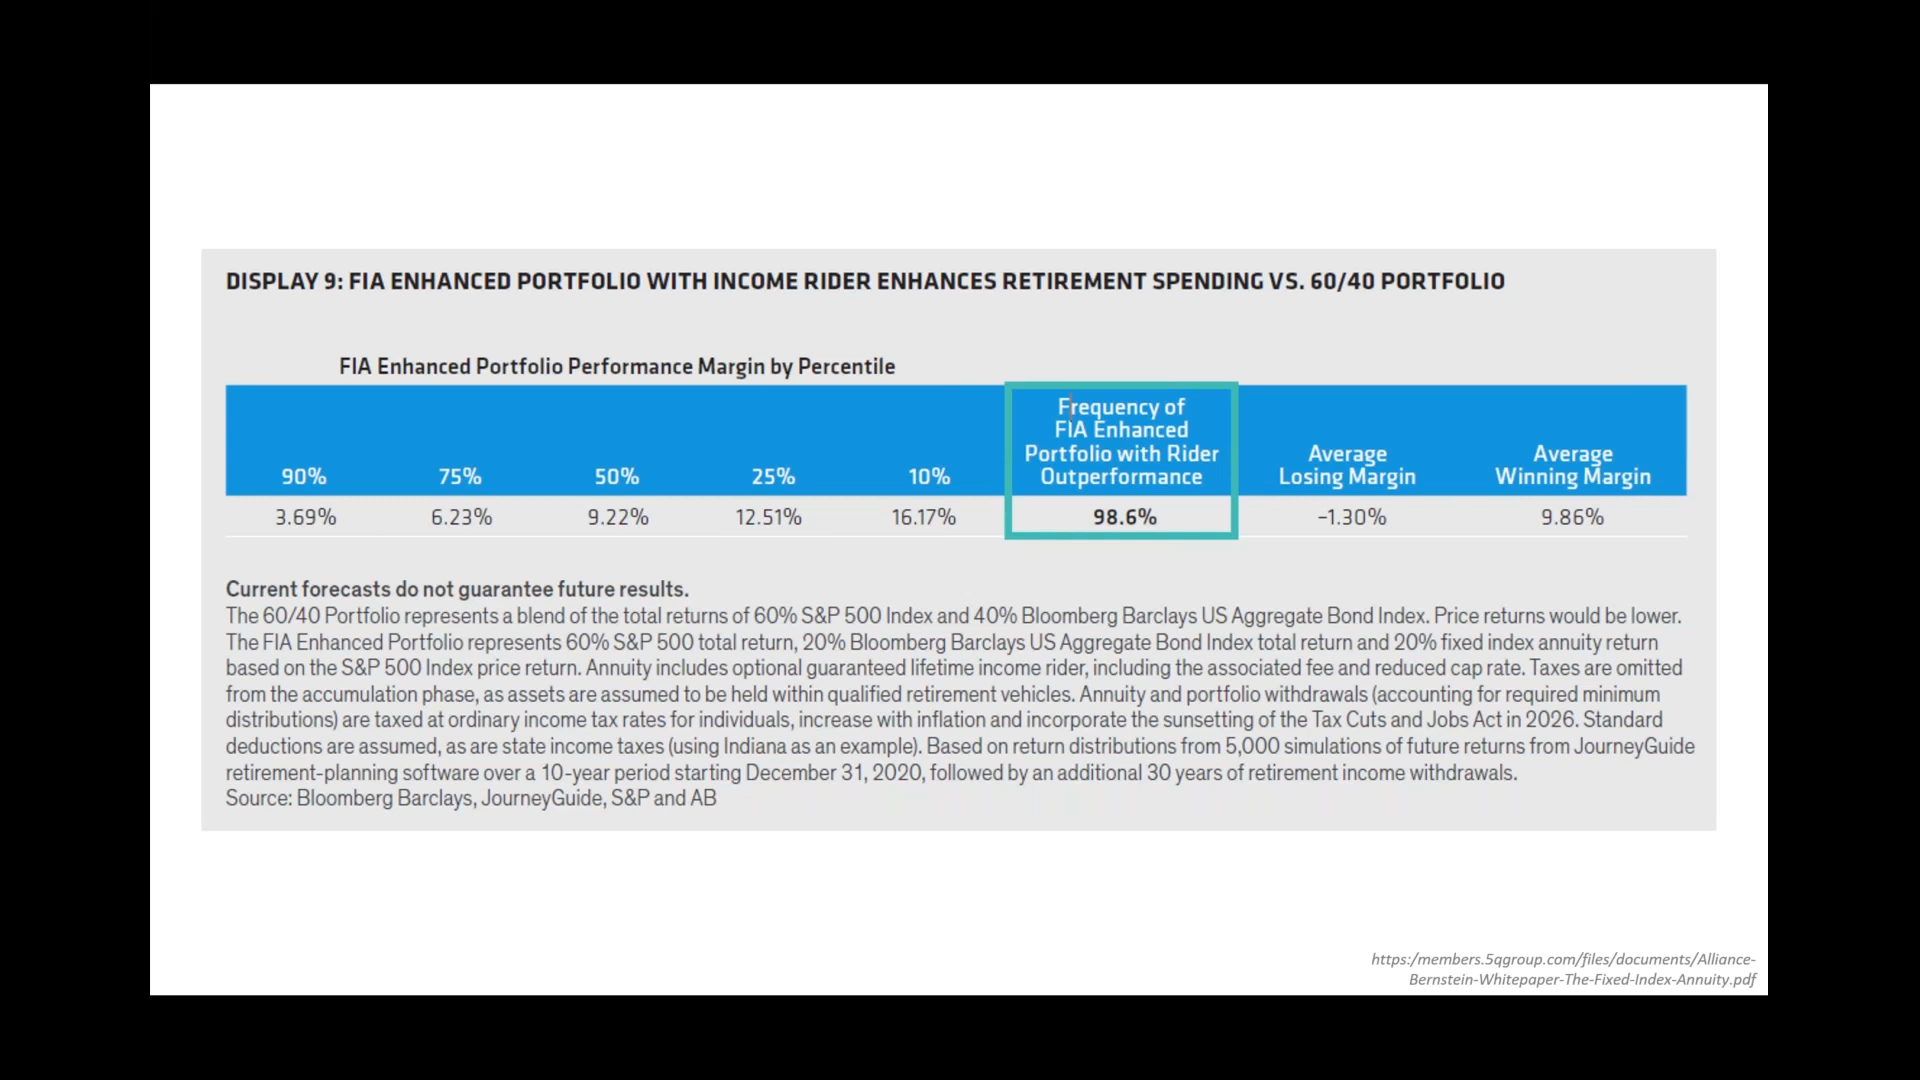 DISPLAY 9: FIA ENHANCED PORTFOLIO WITH INCOME RIDER ENHANCES RETIREMENT SPENDING VS. 60/40 PORTFOLIO
FIA Enhanced Portfolio Performance Margin by Percentile
90% 75% 50% 25% 10% Frequency of FIA Enhanced Portfolio with Rider Outperformance Average Losing Margin Average Winning Margin
3.69% 6.23% 9.22% 12.51% 16.17% 98.6% –1.30% 9.86%
Current forecasts do not guarantee future results.
The 60/40 Portfolio represents a blend of the total returns of 60% S&P 500 Index and 40% Bloomberg Barclays US Aggregate Bond Index. Price returns would be lower.
The FIA Enhanced Portfolio represents 60% S&P 500 total return, 20% Bloomberg Barclays US Aggregate Bond Index total return and 20% fixed index annuity return
based on the S&P 500 Index price return. Annuity includes optional guaranteed lifetime income rider, including the associated fee and reduced cap rate. Taxes are omitted
from the accumulation phase, as assets are assumed to be held within qualified retirement vehicles. Annuity and portfolio withdrawals (accounting for required minimum
distributions) are taxed at ordinary income tax rates for individuals, increase with inflation and incorporate the sunsetting of the Tax Cuts and Jobs Act in 2026. Standard
deductions are assumed, as are state income taxes (using Indiana as an example). Based on return distributions from 5,000 simulations of future returns from JourneyGuide
retirement-planning software over a 10-year period starting December 31, 2020, followed by an additional 30 years of retirement income withdrawals.
Source: Bloomberg Barclays, JourneyGuide, S&P and AB
https:/members.5qgroup.com/files/documents/Alliance-
Bernstein-Whitepaper-The-Fixed-Index-Annuity.pdf